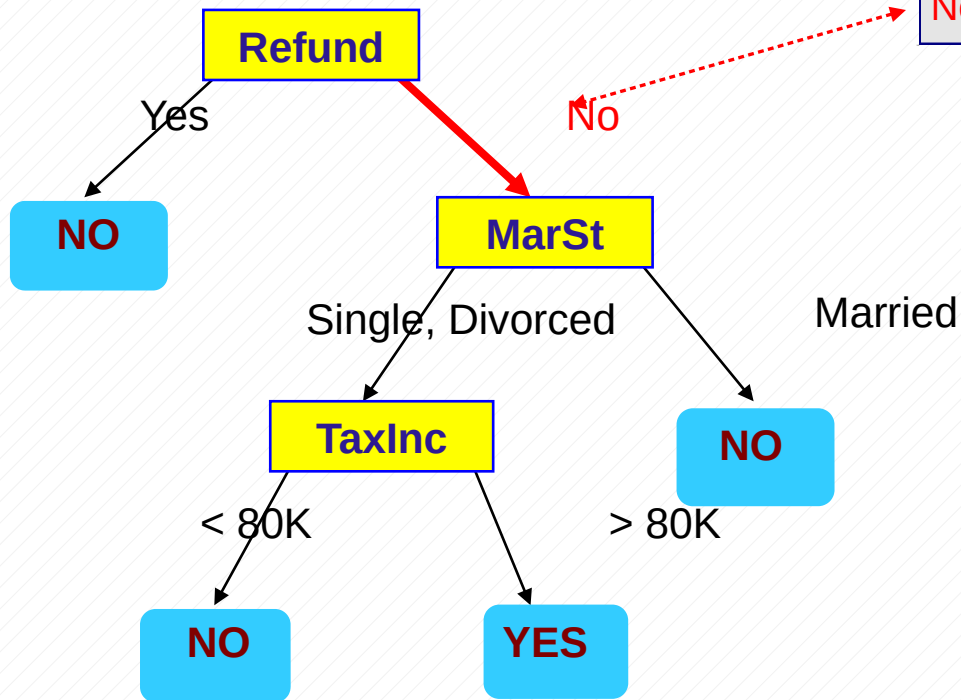 Refund
Yes
No
NO
MarSt
Single, Divorced
Married
TaxInc
NO
< 80K
> 80K
NO
YES